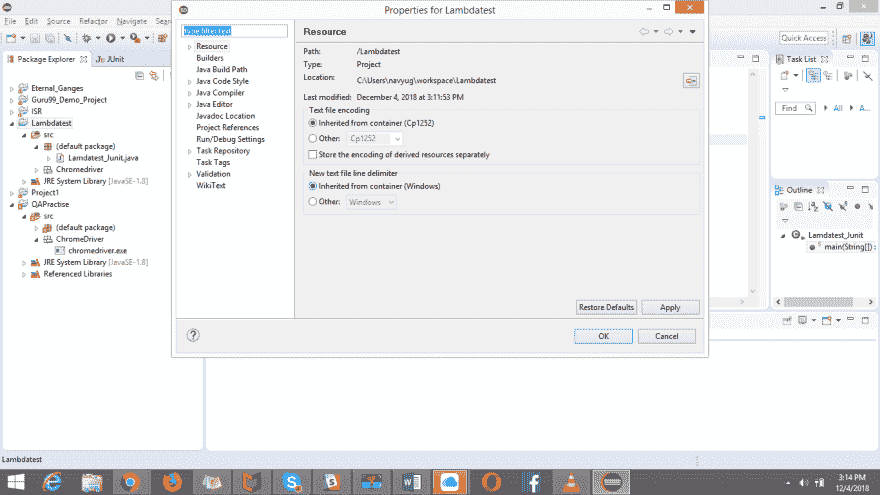 Properties for Lambdatest
File Edit Source Refactor Navigate
Quick Access
Package Explorer JUnit
Eternal_Ganges
Guru99_Demo_Project
ISR
Lambdatest
src
(default package)
Lamdatest_Junit.java
Chromedriver
JRE System Library [JavaSE-1.8]
Project1
QAPractise
src
(default package)
ChromeDriver
chromedriver.exe
JRE System Library [JavaSE-1.8]
Referenced Libraries
type filter text
Resource
Builders
Java Build Path
Java Code Style
Java Compiler
Java Editor
Javadoc Location
Project References
Run/Debug Settings
Task Repository
Task Tags
Validation
WikiText
Resource
Path: /Lambdatest
Type: Project
Location: C:\Users\navyug\workspace\Lambdatest
Last modified: December 4, 2018 at 3:11:53 PM
Text file encoding
Inherited from container (Cp1252)
Other: Cp1252
Store the encoding of derived resources separately
New text file line delimiter
Inherited from container (Windows)
Other: Windows
Restore Defaults Apply
OK Cancel
Task List
Find All A...
Outline
Lamdatest_Junit
main(String[]) :
Lambdatest
3:14 PM
12/4/2018